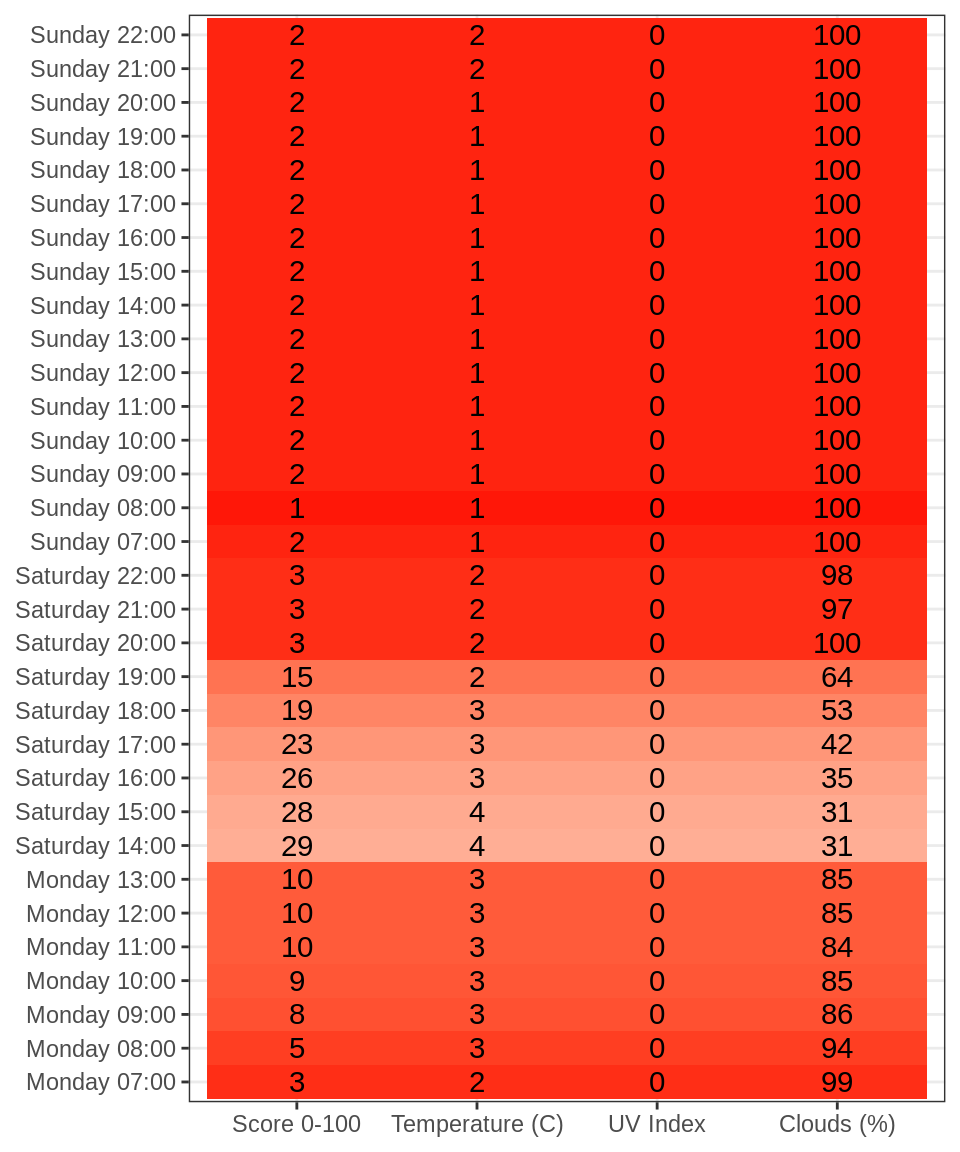 Sunday 22:00 2 2 0 100
Sunday 21:00 2 2 0 100
Sunday 20:00 2 1 0 100
Sunday 19:00 2 1 0 100
Sunday 18:00 2 1 0 100
Sunday 17:00 2 1 0 100
Sunday 16:00 2 1 0 100
Sunday 15:00 2 1 0 100
Sunday 14:00 2 1 0 100
Sunday 13:00 2 1 0 100
Sunday 12:00 2 1 0 100
Sunday 11:00 2 1 0 100
Sunday 10:00 2 1 0 100
Sunday 09:00 2 1 0 100
Sunday 08:00 1 1 0 100
Sunday 07:00 2 1 0 100
Saturday 22:00 3 2 0 98
Saturday 21:00 3 2 0 97
Saturday 20:00 3 2 0 100
Saturday 19:00 15 2 0 64
Saturday 18:00 19 3 0 53
Saturday 17:00 23 3 0 42
Saturday 16:00 26 3 0 35
Saturday 15:00 28 4 0 31
Saturday 14:00 29 4 0 31
Monday 13:00 10 3 0 85
Monday 12:00 10 3 0 85
Monday 11:00 10 3 0 84
Monday 10:00 9 3 0 85
Monday 09:00 8 3 0 86
Monday 08:00 5 3 0 94
Monday 07:00 3 2 0 99
Score 0-100 Temperature (C) UV Index Clouds (%)